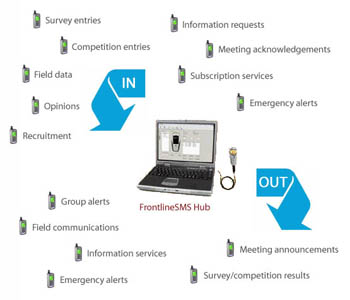 Survey entries
Information requests
Competition entries
Meeting acknowledgements
Field data
Subscription services
IN
Opinions
Emergency alerts
Recruitment
FrontlineSMS Hub
OUT
Group alerts
Field communications
Information services
Meeting announcements
Emergency alerts
Survey/competition results